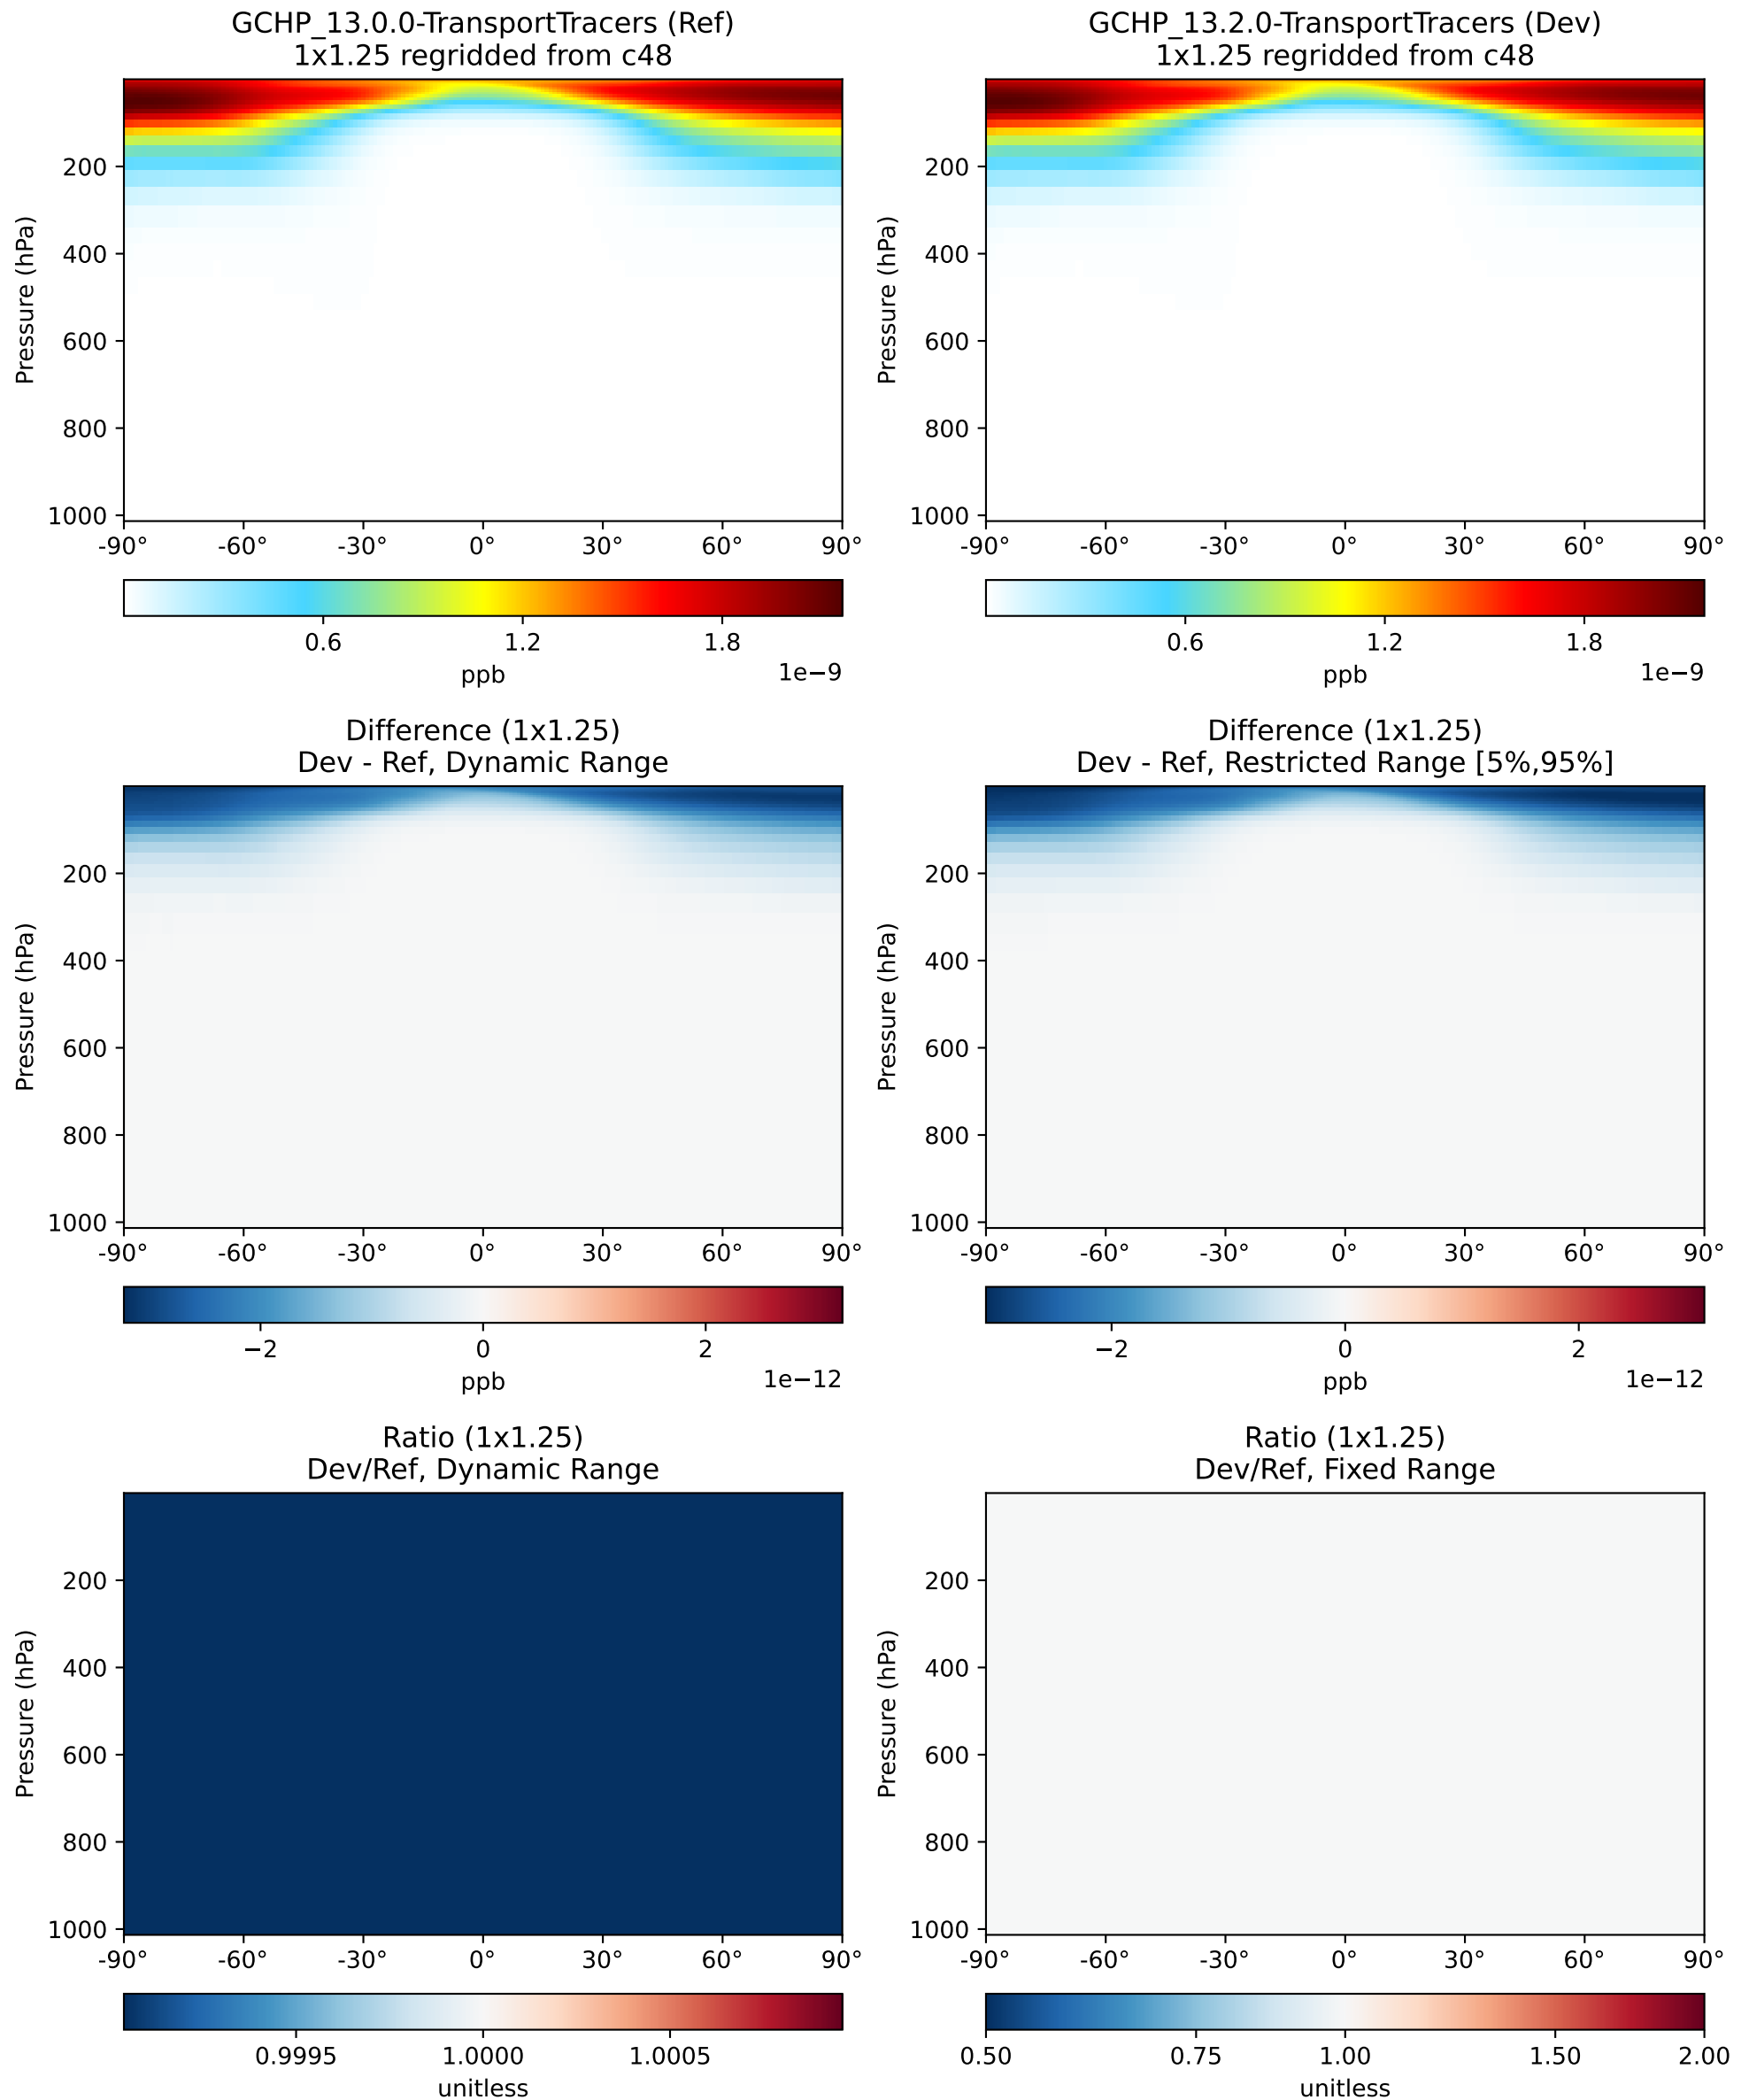 GCHP_13.0.0-TransportTracers (Ref)
1x1.25 regridded from c48
Pressure (hPa)
200
400
600
800
1000
-90° -60° -30° 0° 30° 60° 90°
0.6 1.2 1.8
ppb
1e−9
GCHP_13.2.0-TransportTracers (Dev)
1x1.25 regridded from c48
Pressure (hPa)
200
400
600
800
1000
-90° -60° -30° 0° 30° 60° 90°
0.6 1.2 1.8
ppb
1e−9
Difference (1x1.25)
Dev - Ref, Dynamic Range
Pressure (hPa)
200
400
600
800
1000
-90° -60° -30° 0° 30° 60° 90°
−2 0 2
ppb
1e−12
Difference (1x1.25)
Dev - Ref, Restricted Range [5%,95%]
Pressure (hPa)
200
400
600
800
1000
-90° -60° -30° 0° 30° 60° 90°
−2 0 2
ppb
1e−12
Ratio (1x1.25)
Dev/Ref, Dynamic Range
Pressure (hPa)
200
400
600
800
1000
-90° -60° -30° 0° 30° 60° 90°
0.9995 1.0000 1.0005
unitless
Ratio (1x1.25)
Dev/Ref, Fixed Range
Pressure (hPa)
200
400
600
800
1000
-90° -60° -30° 0° 30° 60° 90°
0.50 0.75 1.00 1.50 2.00
unitless